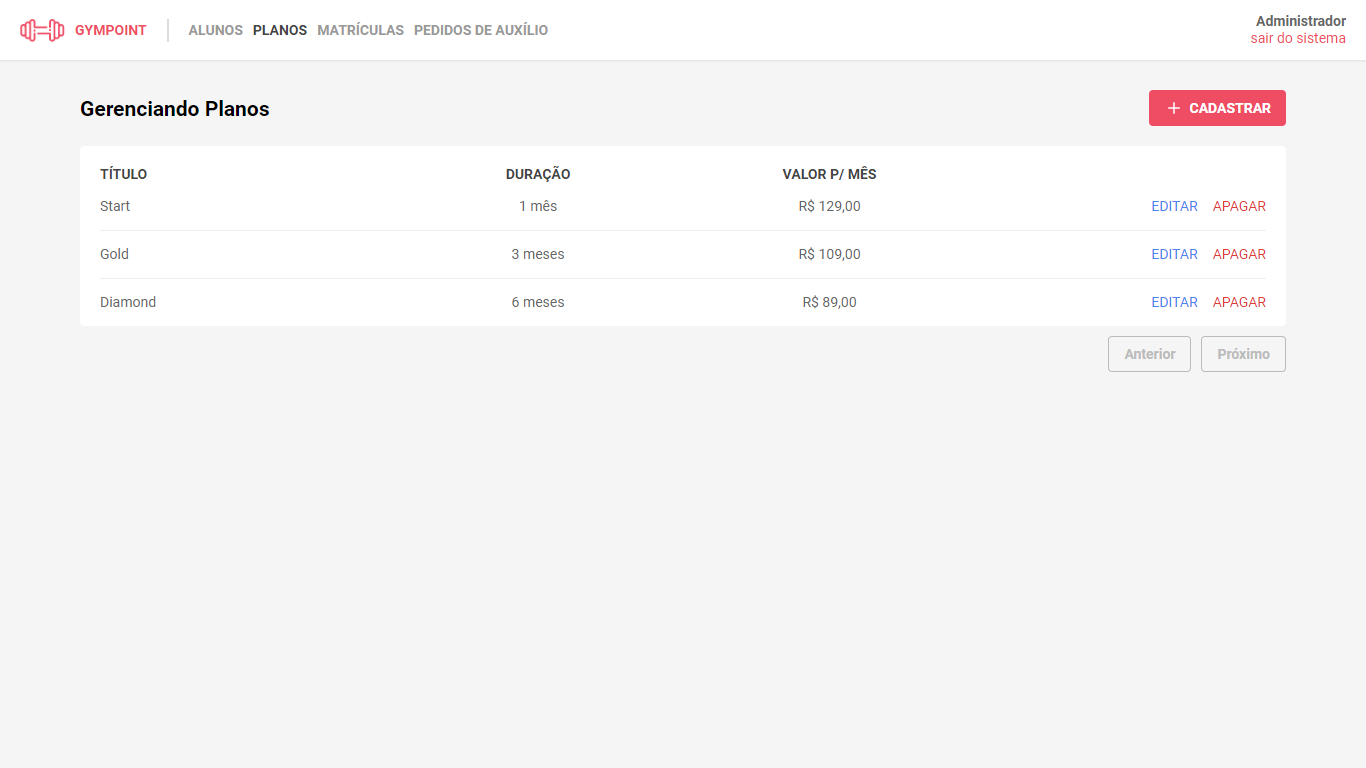 GYMPOINT ALUNOS PLANOS MATRÍCULAS PEDIDOS DE AUXÍLIO Administrador
sair do sistema
Gerenciando Planos CADASTRAR
TÍTULO DURAÇÃO VALOR P/ MÊS
Start 1 mês R$ 129,00 EDITAR APAGAR
Gold 3 meses R$ 109,00 EDITAR APAGAR
Diamond 6 meses R$ 89,00 EDITAR APAGAR
Anterior Próximo